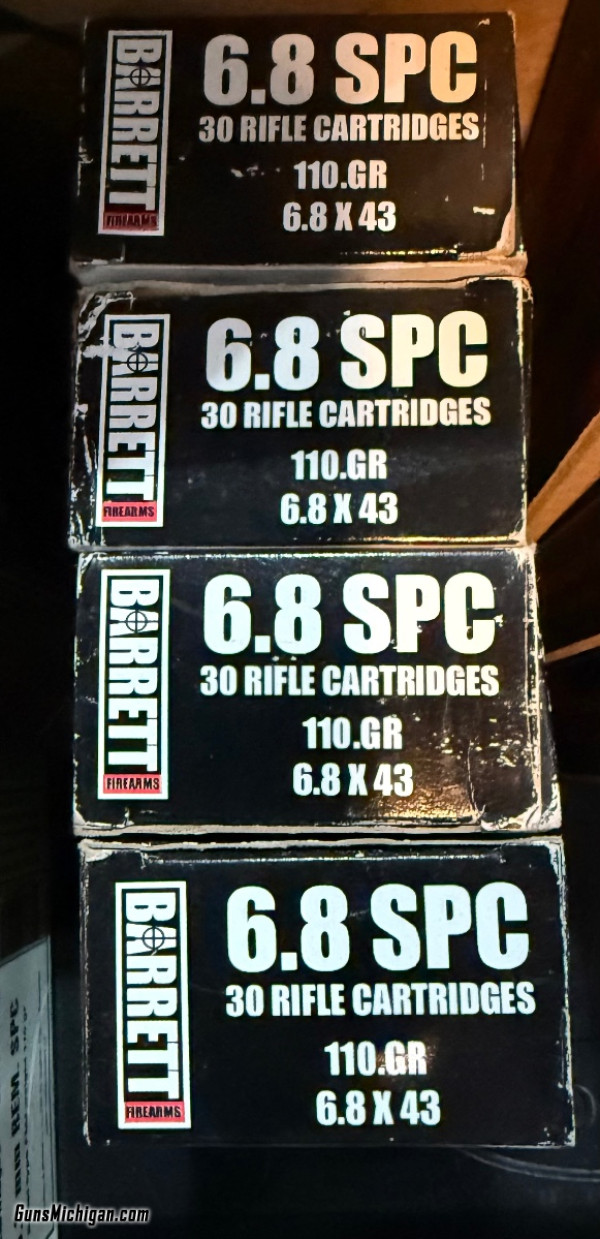 BARRETT
FIREARMS
6.8 SPC
30 RIFLE CARTRIDGES
110.GR
6.8 X 43
BARRETT
FIREARMS
6.8 SPC
30 RIFLE CARTRIDGES
110.GR
6.8 X 43
BARRETT
FIREARMS
6.8 SPC
30 RIFLE CARTRIDGES
110.GR
6.8 X 43
BARRETT
FIREARMS
6.8 SPC
30 RIFLE CARTRIDGES
110.GR
6.8 X 43
REM. SPC
GunsMichigan.com